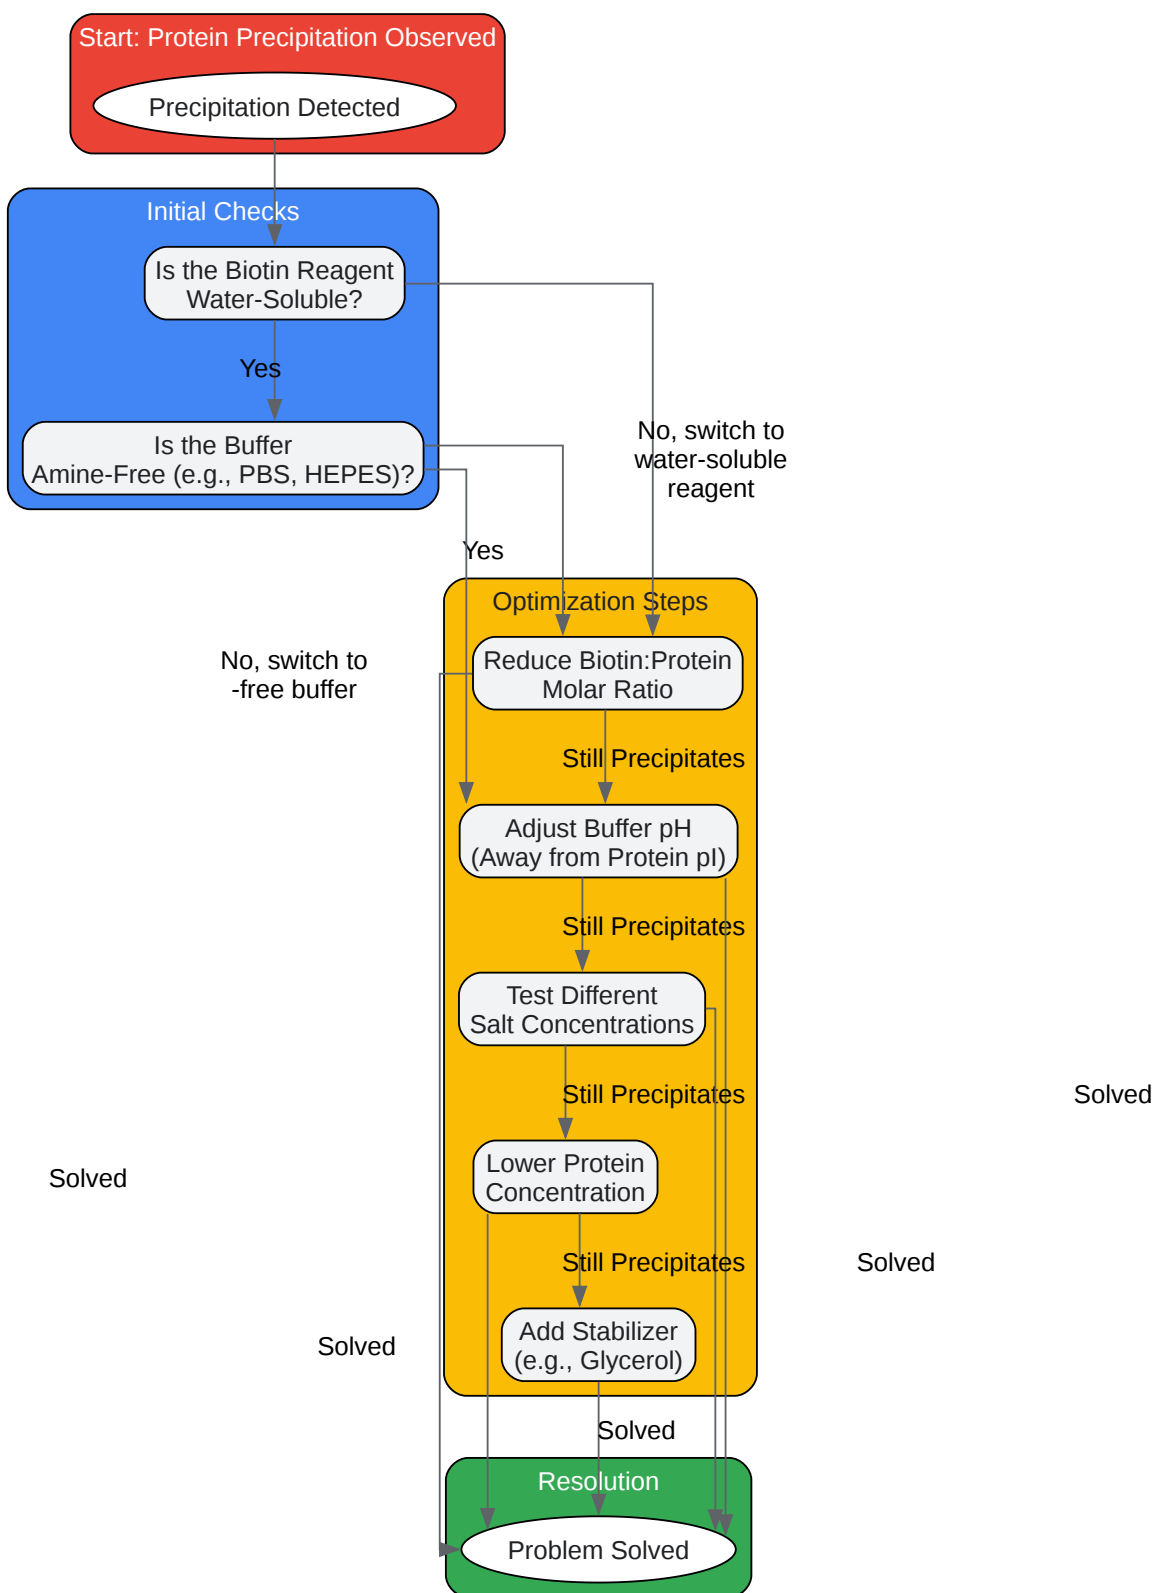 Start: Protein Precipitation Observed
Precipitation Detected
Initial Checks
Is the Biotin Reagent
Water-Soluble?
Yes
Is the Buffer
Amine-Free (e.g., PBS, HEPES)?
No, switch to
water-soluble
reagent
Yes
Optimization Steps
No, switch to
-free buffer
Reduce Biotin:Protein
Molar Ratio
Still Precipitates
Adjust Buffer pH
(Away from Protein pI)
Still Precipitates
Test Different
Salt Concentrations
Still Precipitates
Solved
Lower Protein
Concentration
Solved
Still Precipitates
Solved
Add Stabilizer
(e.g., Glycerol)
Solved
Solved
Resolution
Problem Solved